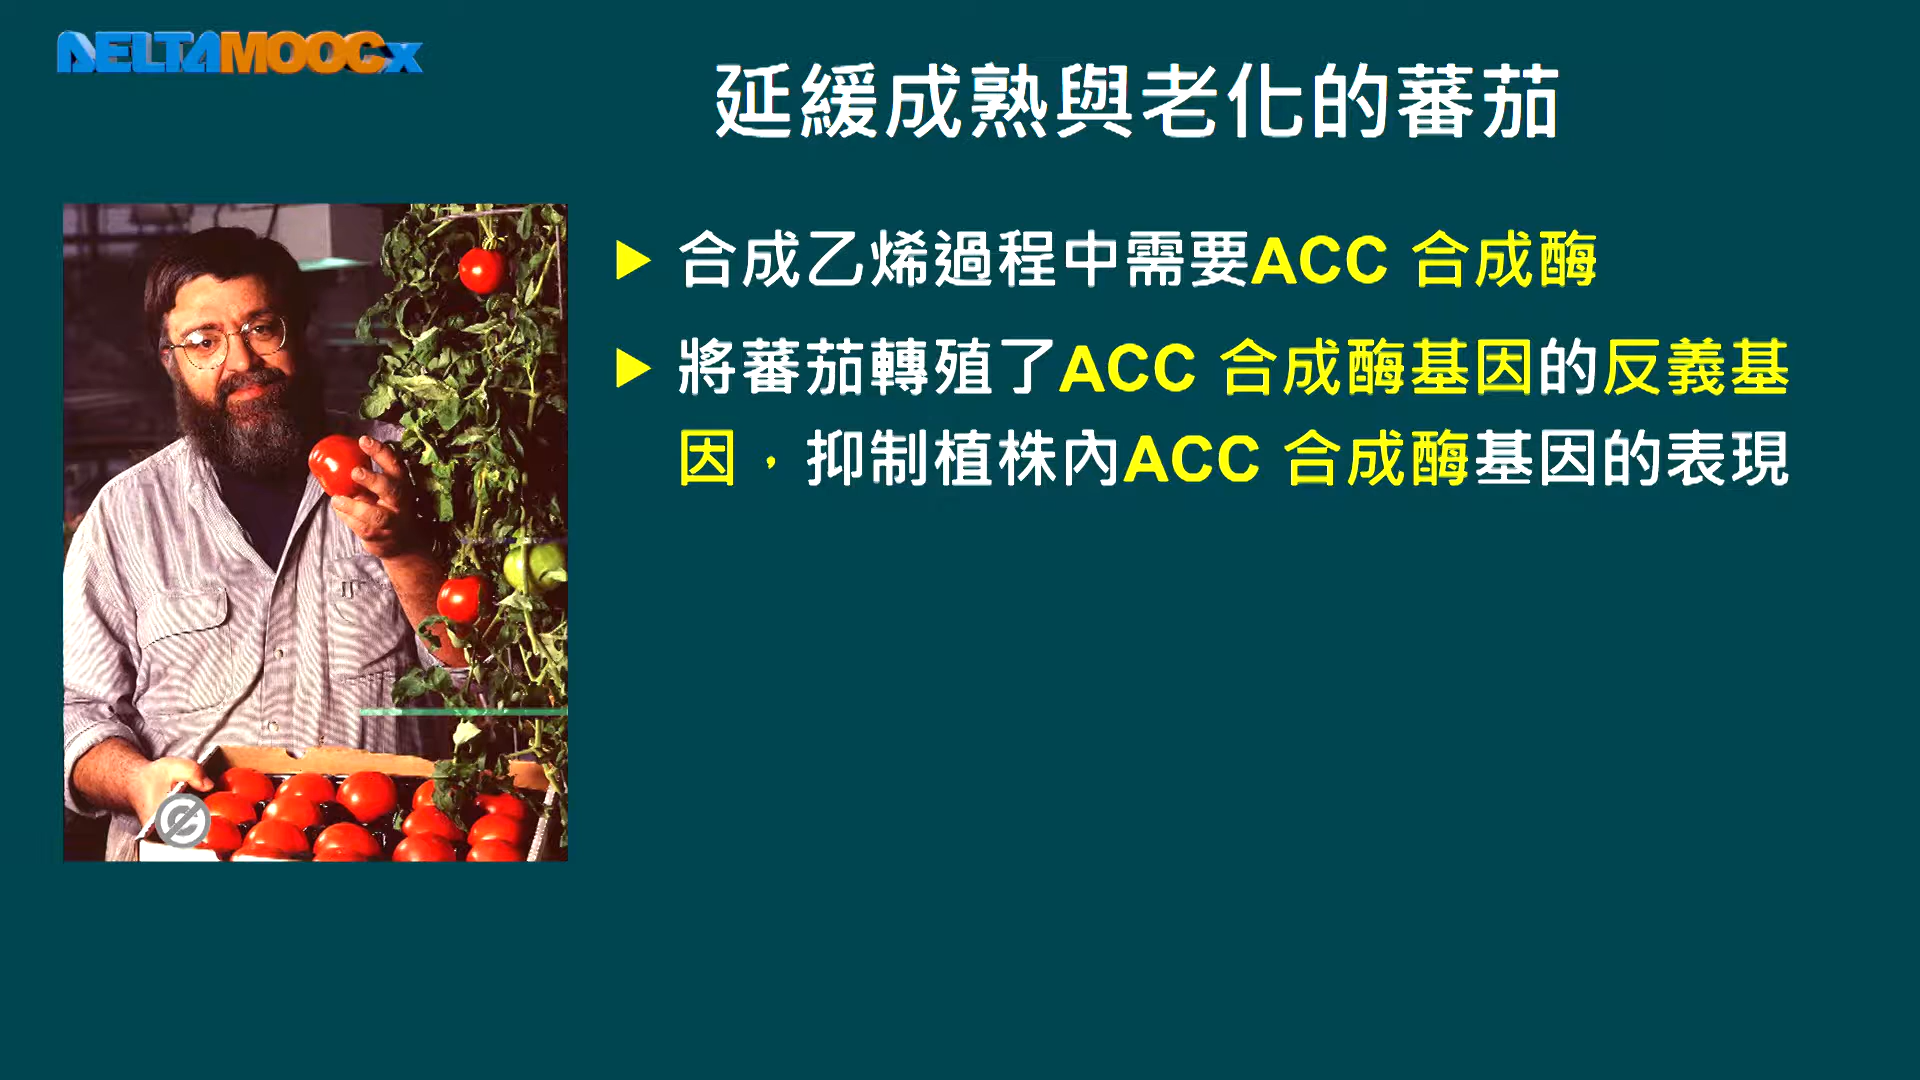 DELTAMOOCx
延緩成熟與老化的蕃茄
▶ 合成乙烯過程中需要ACC 合成酶
▶ 將蕃茄轉殖了ACC 合成酶基因的反義基
因，抑制植株內ACC 合成酶基因的表現